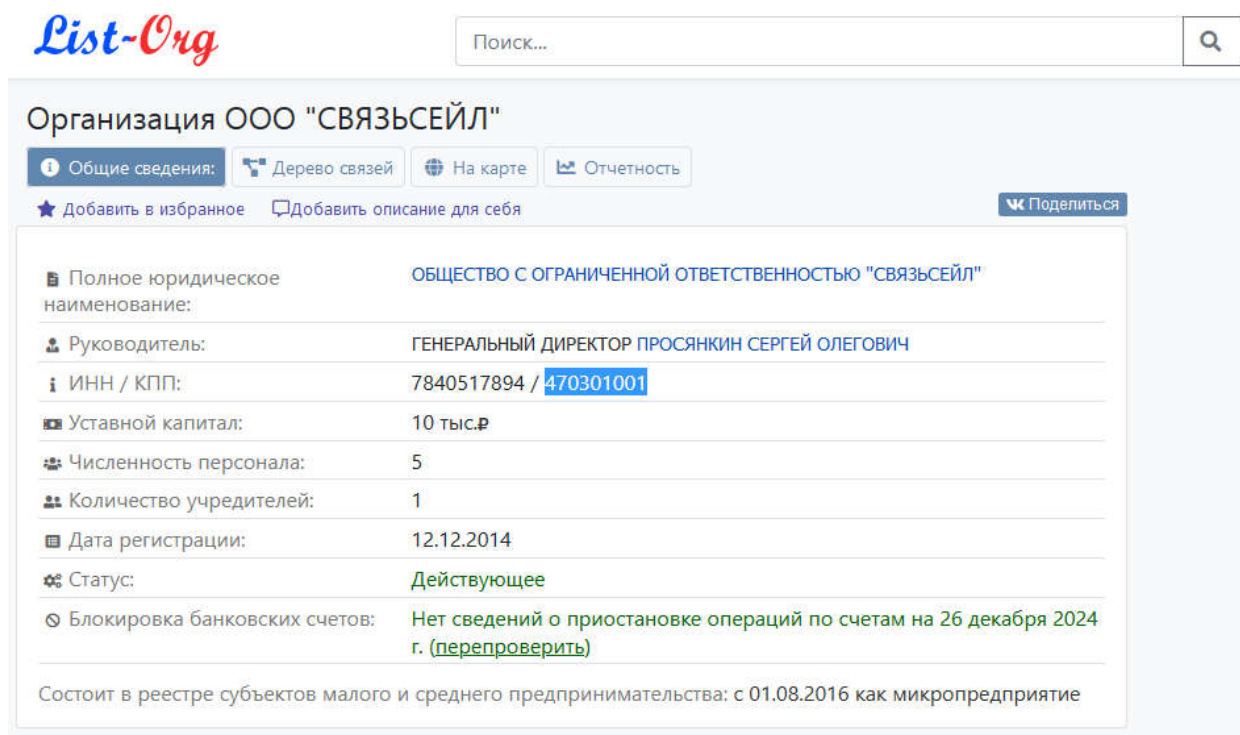 List-Org
Поиск...
Организация ООО "СВЯЗЬСЕЙЛ"
Общие сведения: Дерево связей На карте Отчетность
Добавить в избранное Добавить описание для себя Поделиться
Полное юридическое наименование: ОБЩЕСТВО С ОГРАНИЧЕННОЙ ОТВЕТСТВЕННОСТЬЮ "СВЯЗЬСЕЙЛ"
Руководитель: ГЕНЕРАЛЬНЫЙ ДИРЕКТОР ПРОСЯНКИН СЕРГЕЙ ОЛЕГОВИЧ
ИНН / КПП: 7840517894 / 470301001
Уставной капитал: 10 тыс.₽
Численность персонала: 5
Количество учредителей: 1
Дата регистрации: 12.12.2014
Статус: Действующее
Блокировка банковских счетов: Нет сведений о приостановке операций по счетам на 26 декабря 2024
г. (перепроверить)
Состоит в реестре субъектов малого и среднего предпринимательства: с 01.08.2016 как микропредприятие